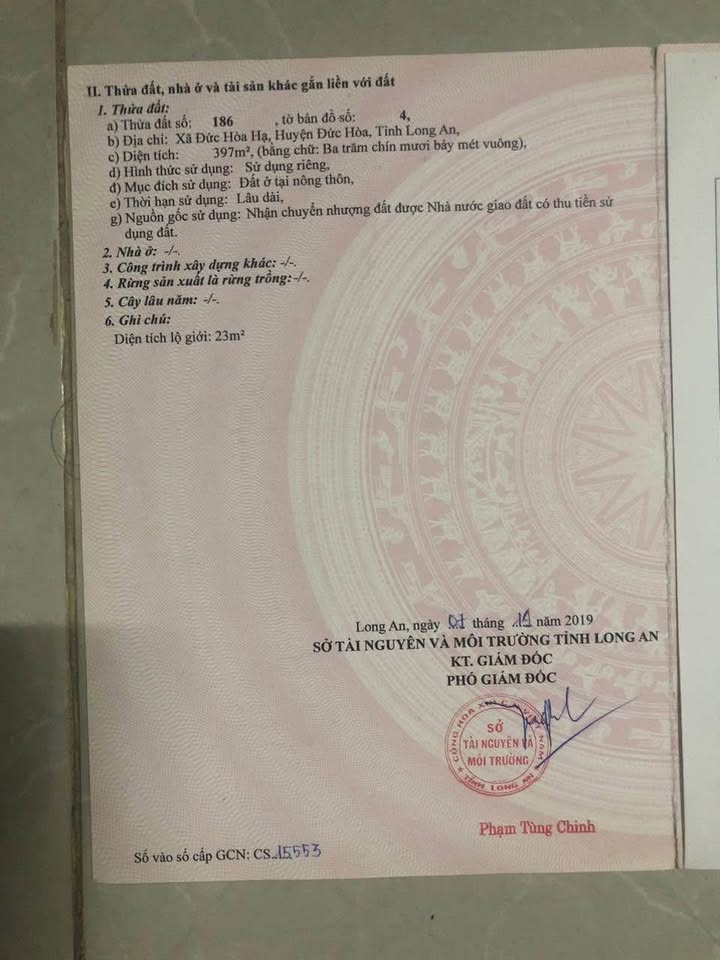 II. Thửa đất, nhà ở và tài sản khác gắn liền với đất
1. Thửa đất:
a) Thửa đất số: 186 , tờ bản đồ số: 4,
b) Địa chỉ: Xã Đức Hòa Hạ, Huyện Đức Hòa, Tỉnh Long An,
c) Diện tích: 397m², (bằng chữ: Ba trăm chín mươi bảy mét vuông),
d) Hình thức sử dụng: Sử dụng riêng,
đ) Mục đích sử dụng: Đất ở tại nông thôn,
e) Thời hạn sử dụng: Lâu dài,
g) Nguồn gốc sử dụng: Nhận chuyển nhượng đất được Nhà nước giao đất có thu tiền sử
dụng đất.
2. Nhà ở: -/-.
3. Công trình xây dựng khác: -/-.
4. Rừng sản xuất là rừng trồng: -/-.
5. Cây lâu năm: -/-.
6. Ghi chú:
Diện tích lộ giới: 23m²
Long An, ngày tháng năm 2019
SỞ TÀI NGUYÊN VÀ MÔI TRƯỜNG TỈNH LONG AN
KT. GIÁM ĐỐC
PHÓ GIÁM ĐỐC
CỘNG HÒA XHCN VIỆT NAM
SỞ
TÀI NGUYÊN VÀ
MÔI TRƯỜNG
TỈNH LONG AN
Phạm Tùng Chinh
Số vào sổ cấp GCN: CS.15553